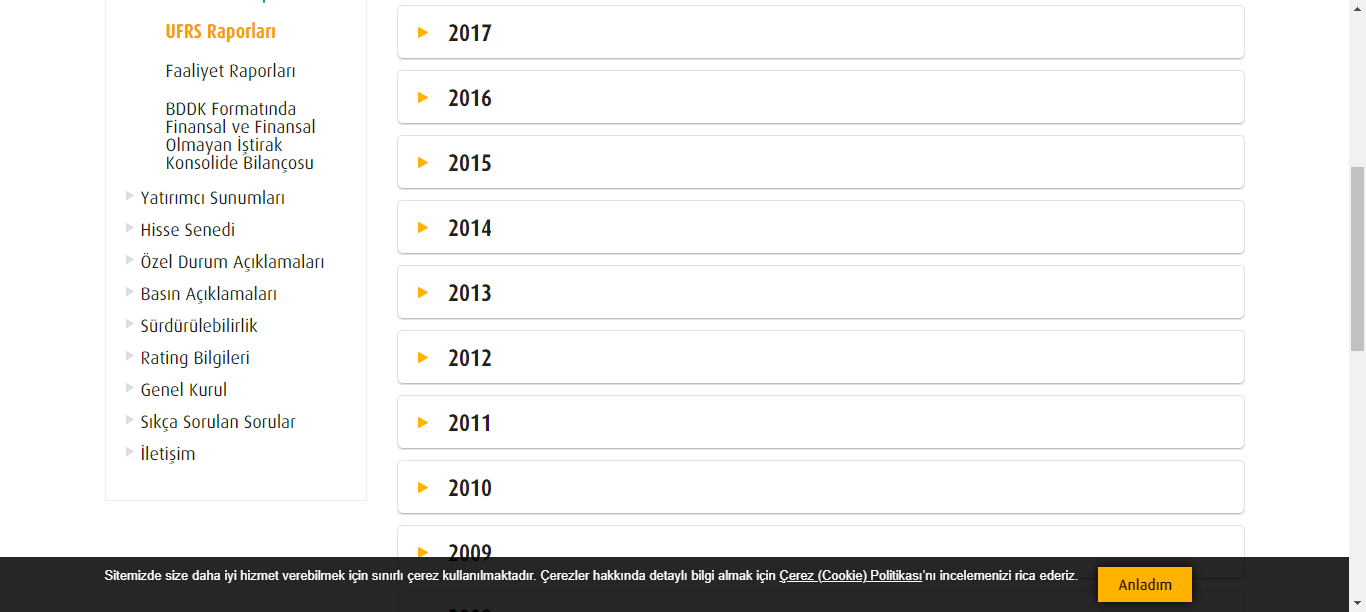 UFRS Raporları
Faaliyet Raporları
BDDK Formatında
Finansal ve Finansal
Olmayan İştirak
Konsolide Bilançosu
Yatırımcı Sunumları
Hisse Senedi
Özel Durum Açıklamaları
Basın Açıklamaları
Sürdürülebilirlik
Rating Bilgileri
Genel Kurul
Sıkça Sorulan Sorular
İletişim
2017
2016
2015
2014
2013
2012
2011
2010
2009
Sitemizde size daha iyi hizmet verebilmek için sınırlı çerez kullanılmaktadır. Çerezler hakkında detaylı bilgi almak için Çerez (Cookie) Politikası'nı incelemenizi rica ederiz.
Anladım